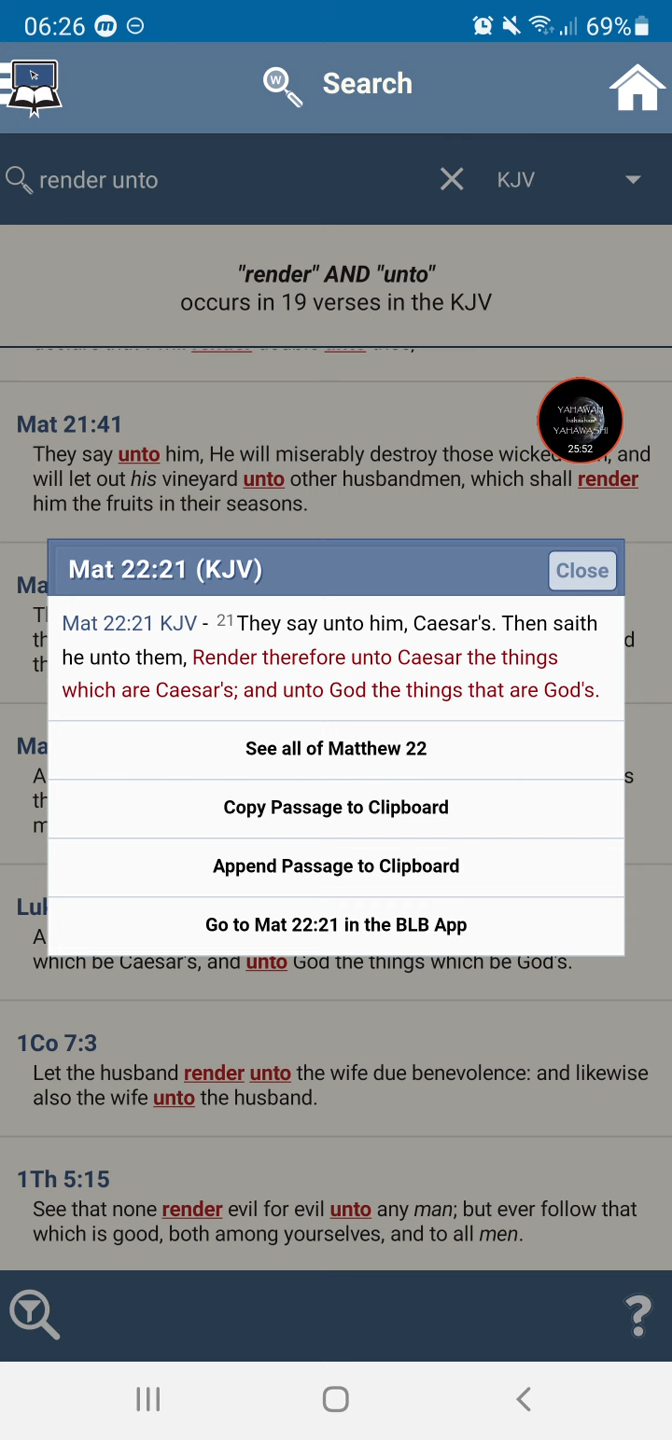 06:26
69%
Search
render unto
KJV
"render" AND "unto"
occurs in 19 verses in the KJV
Mat 21:41
They say unto him, He will miserably destroy those wicked and
will let out his vineyard unto other husbandmen, which shall render
him the fruits in their seasons.
YAHAWAH
YAHAWASHI
25:52
Mat 22:21 (KJV)
Close
Mat 22:21 KJV - 21 They say unto him, Caesar's. Then saith
he unto them, Render therefore unto Caesar the things
which are Caesar's; and unto God the things that are God's.
See all of Matthew 22
Copy Passage to Clipboard
Append Passage to Clipboard
Go to Mat 22:21 in the BLB App
which be Caesar's, and unto God the things which be God's.
1Co 7:3
Let the husband render unto the wife due benevolence: and likewise
also the wife unto the husband.
1Th 5:15
See that none render evil for evil unto any man; but ever follow that
which is good, both among yourselves, and to all men.